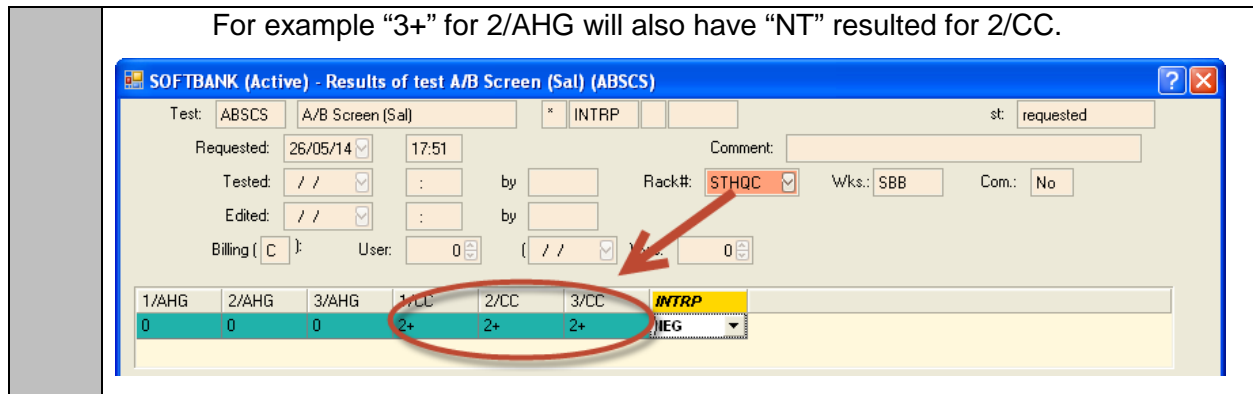 For example “3+” for 2/AHG will also have “NT” resulted for 2/CC.
SOFTBANK (Active) - Results of test A/B Screen (Sal) (ABSCS)
Test: ABSCS A/B Screen (Sal) * INTRP st: requested
Requested: 26/05/14 17:51 Comment:
Tested: / / : by Rack#: STHQC Wks.: SBB Com.: No
Edited: / / : by
Billing ( C ): User: 0 ( / / ) 0
1/AHG 2/AHG 3/AHG 1/CC 2/CC 3/CC INTRP
0 0 0 2+ 2+ 2+ NEG